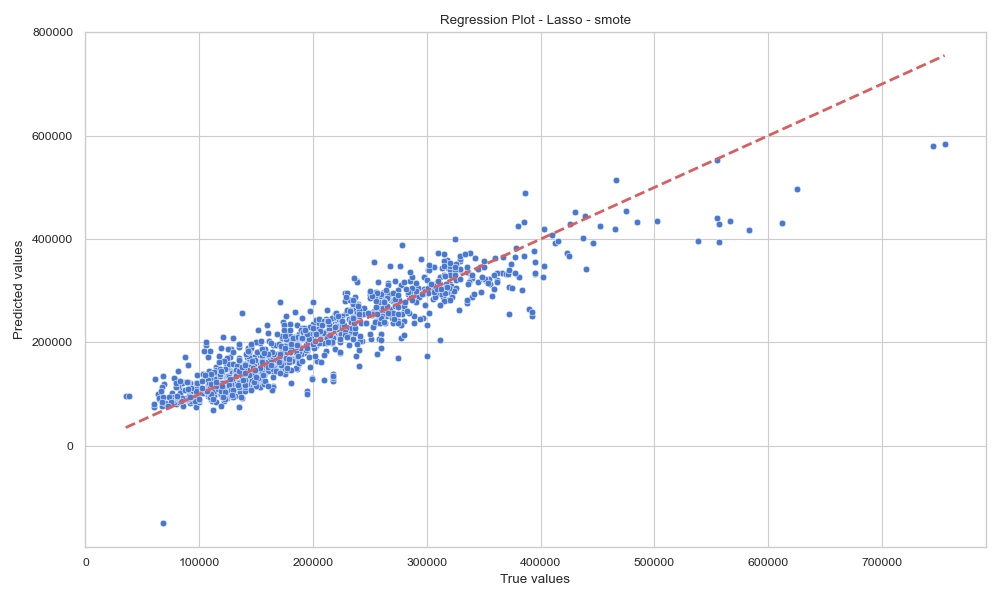 Regression Plot - Lasso - smote
800000
600000
400000
200000
0
Predicted values
0 100000 200000 300000 400000 500000 600000 700000
True values